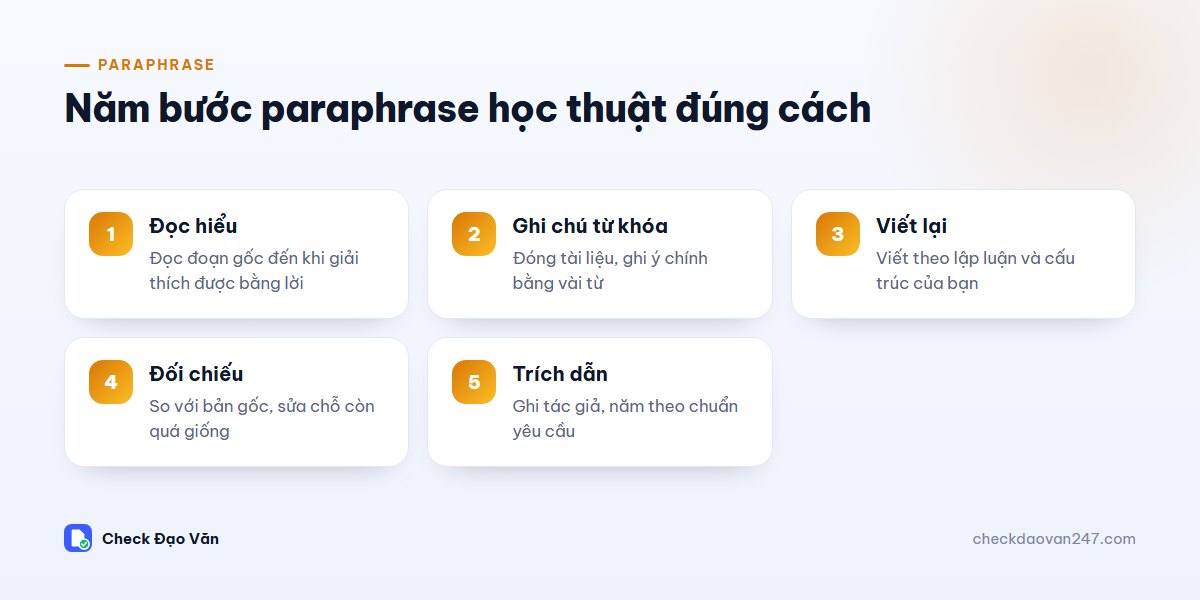 PARAPHRASE
Năm bước paraphrase học thuật đúng cách
1
Đọc hiểu
Đọc đoạn gốc đến khi giải
thích được bằng lời
2
Ghi chú từ khóa
Đóng tài liệu, ghi ý chính
bằng vài từ
3
Viết lại
Viết theo lập luận và cấu
trúc của bạn
4
Đối chiếu
So với bản gốc, sửa chỗ còn
quá giống
5
Trích dẫn
Ghi tác giả, năm theo chuẩn
yêu cầu
Check Đạo Văn
checkdaovan247.com